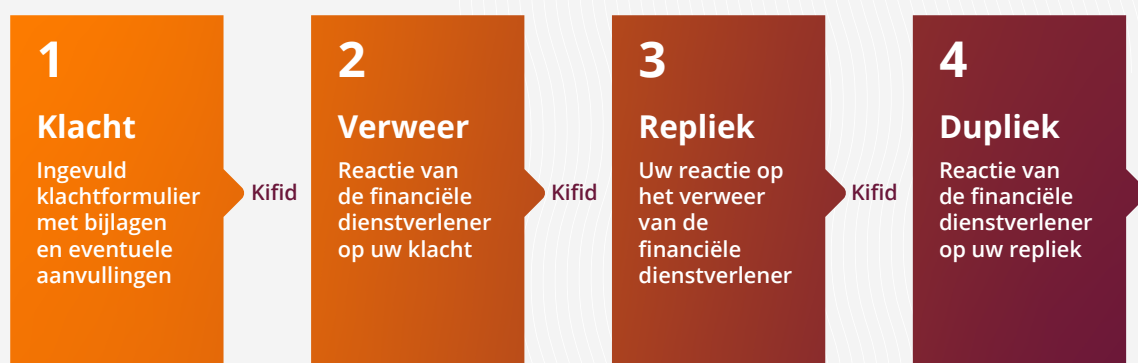 1
Klacht
Ingevuld
klachtformulier
met bijlagen
en eventuele
aanvullingen
Kifid
2
Verweer
Reactie van
de financiële
dienstverlener
op uw klacht
Kifid
3
Repliek
Uw reactie op
het verweer
van de
financiële
dienstverlener
Kifid
4
Dupliek
Reactie van
de financiële
dienstverlener
op uw repliek